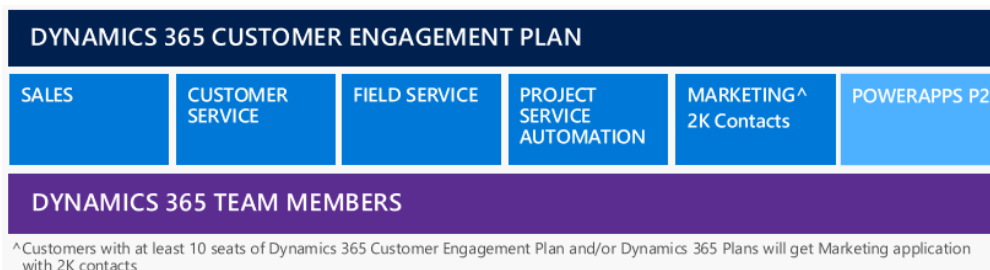 DYNAMICS 365 CUSTOMER ENGAGEMENT PLAN
SALES
CUSTOMER
SERVICE
FIELD SERVICE
PROJECT
SERVICE
AUTOMATION
MARKETING^
2K Contacts
POWERAPPS P2
DYNAMICS 365 TEAM MEMBERS
^Customers with at least 10 seats of Dynamics 365 Customer Engagement Plan and/or Dynamics 365 Plans will get Marketing application
with 2K contacts